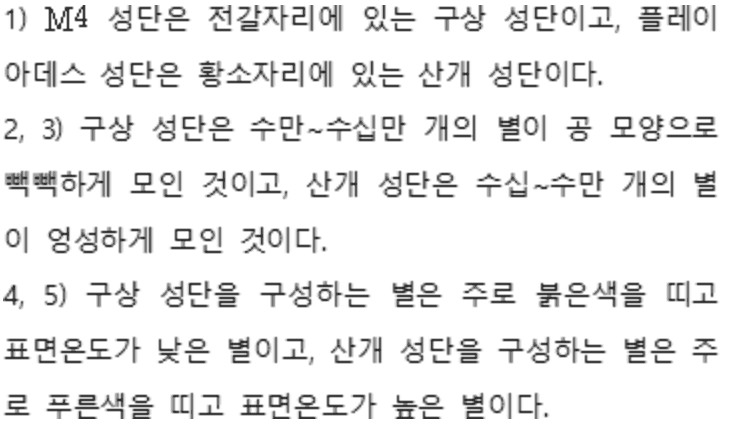 1) M4 성단은 전갈자리에 있는 구상 성단이고, 플레이
아데스 성단은 황소자리에 있는 산개 성단이다.
2, 3) 구상 성단은 수만~수십만 개의 별이 공 모양으로
빽빽하게 모인 것이고, 산개 성단은 수십~수만 개의 별
이 엉성하게 모인 것이다.
4, 5) 구상 성단을 구성하는 별은 주로 붉은색을 띠고
표면온도가 낮은 별이고, 산개 성단을 구성하는 별은 주
로 푸른색을 띠고 표면온도가 높은 별이다.